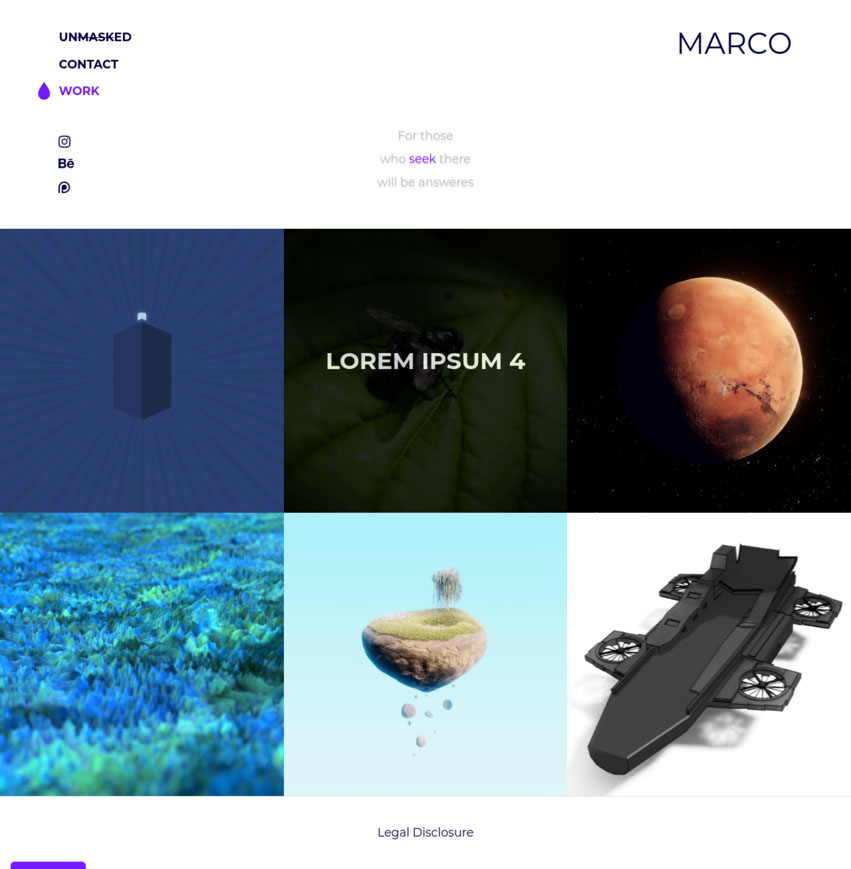 UNMASKED
CONTACT
WORK
MARCO
Bē
For those
who seek there
will be answeres
LOREM IPSUM 4
Legal Disclosure